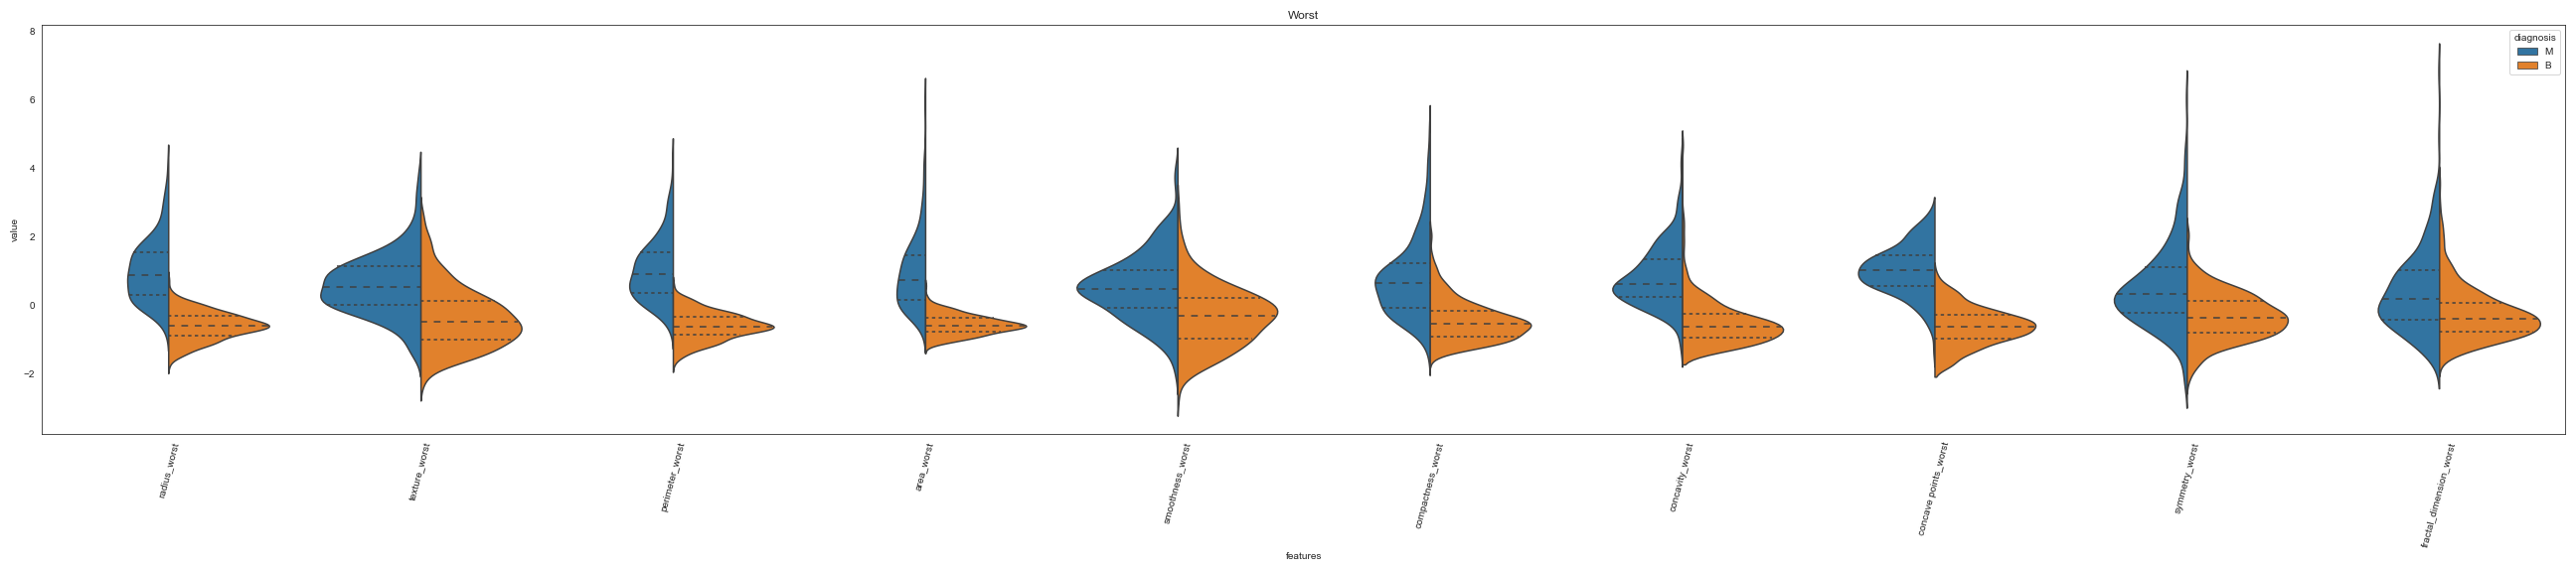 Worst
diagnosis
M
B
value
8
6
4
2
0
−2
radius_worst
texture_worst
perimeter_worst
area_worst
smoothness_worst
compactness_worst
concavity_worst
concave points_worst
symmetry_worst
fractal_dimension_worst
features